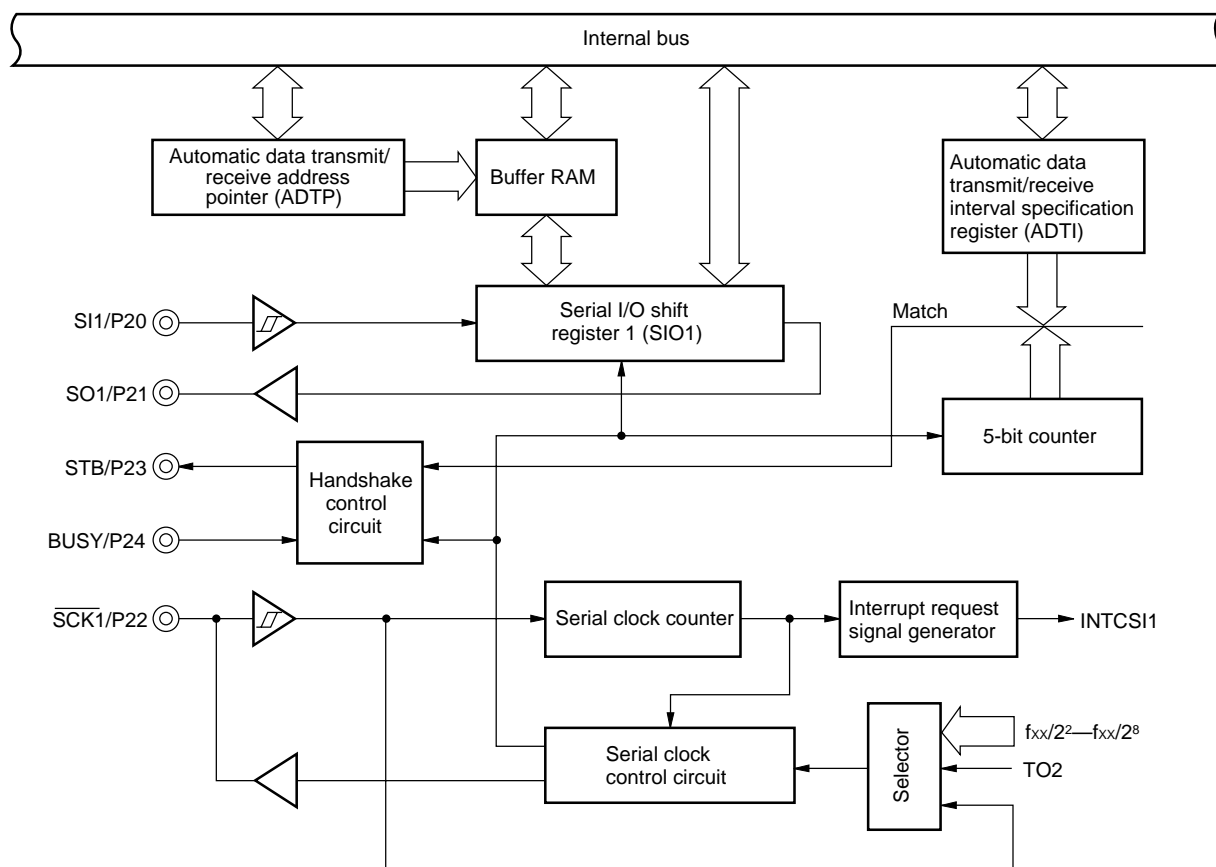 Internal bus
Automatic data transmit/
receive address
pointer (ADTP)
Buffer RAM
Automatic data
transmit/receive
interval specification
register (ADTI)
SI1/P20
Serial I/O shift
register 1 (SIO1)
Match
SO1/P21
5-bit counter
STB/P23
Handshake
control
circuit
BUSY/P24
S̅C̅K̅1̅/P22
Serial clock counter
Interrupt request
signal generator
INTCSI1
Serial clock
control circuit
Selector
fxx/2²—fxx/2⁸
TO2